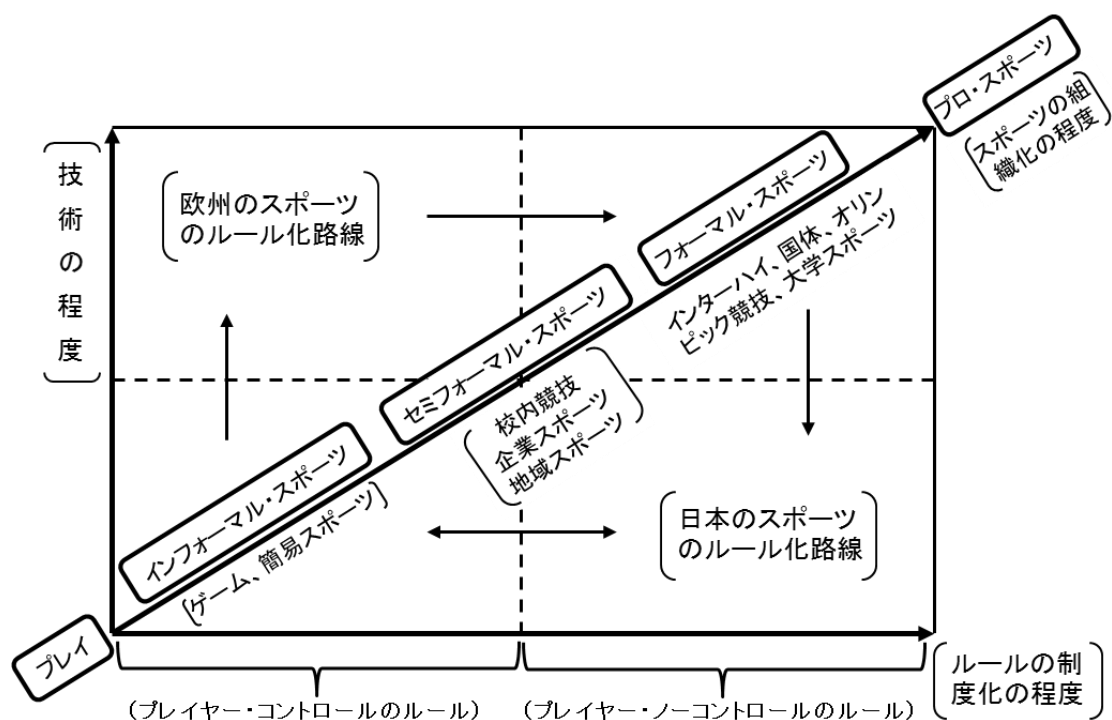 プロ・スポーツ
スポーツの組
織化の程度
技術の程度
欧州のスポーツ
のルール化路線
フォーマル・スポーツ
インターハイ、国体、オリン
ピック競技、大学スポーツ
セミフォーマル・スポーツ
校内競技
企業スポーツ
地域スポーツ
インフォーマル・スポーツ
[ゲーム、簡易スポーツ]
日本のスポーツ
のルール化路線
プレイ
ルールの制
度化の程度
(プレイヤー・コントロールのルール)
(プレイヤー・ノーコントロールのルール)